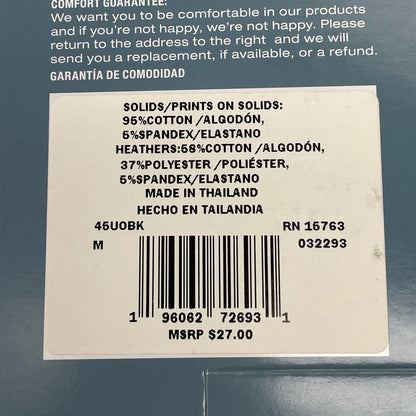 COMFORT GUARANTEE:
We want you to be comfortable in our products
and if you're not happy, we're not happy. Please
return to the address to the right and we will
send you a replacement, if available, or a refund.
GARANTÍA DE COMODIDAD
SOLIDS/PRINTS ON SOLIDS:
95%COTTON /ALGODÓN,
5%SPANDEX/ELASTANO
HEATHERS:58%COTTON /ALGODÓN,
37%POLYESTER /POLIÉSTER,
5%SPANDEX/ELASTANO
MADE IN THAILAND
HECHO EN TAILANDIA
45UOBK RN 15763
M 032293
1 96062 72693 1
MSRP $27.00